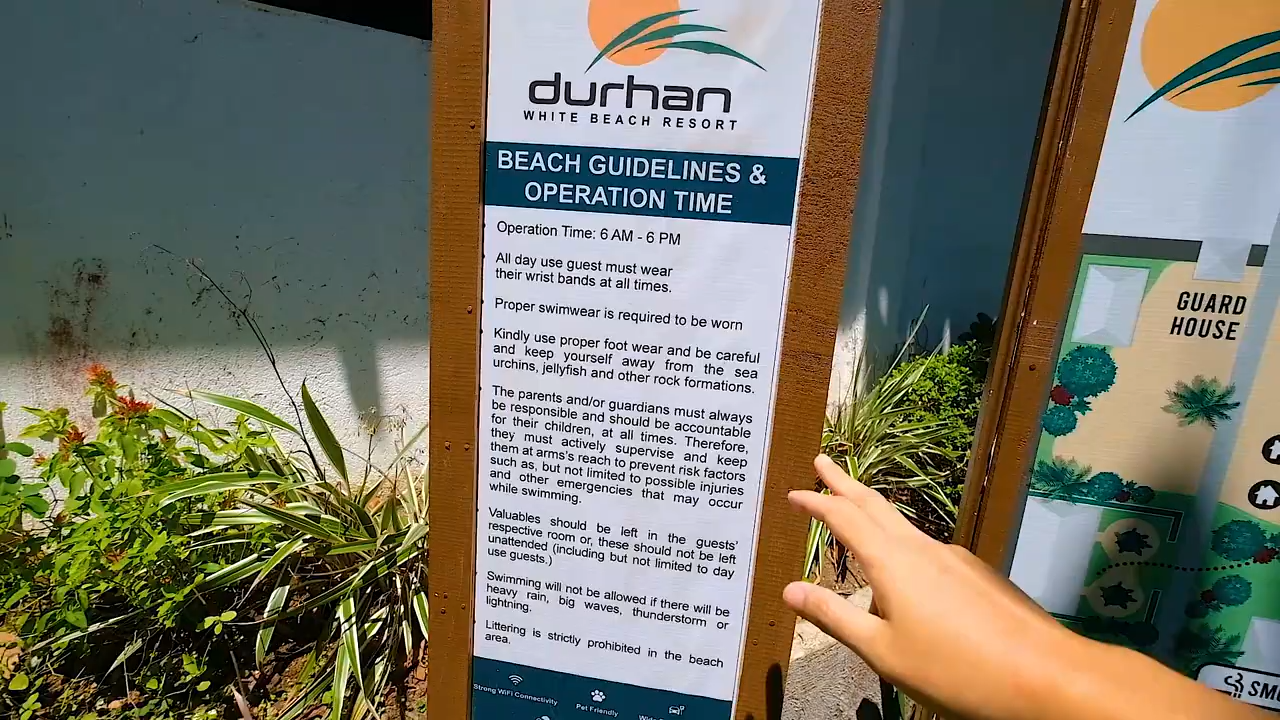 durhan
WHITE BEACH RESORT
BEACH GUIDELINES &
OPERATION TIME
Operation Time: 6 AM - 6 PM
All day use guest must wear
their wrist bands at all times.
Proper swimwear is required to be worn
Kindly use proper foot wear and be careful
and keep yourself away from the sea
urchins, jellyfish and other rock formations.
The parents and/or guardians must always
be responsible and should be accountable
for their children, at all times. Therefore,
they must actively supervise and keep
them at arms's reach to prevent risk factors
such as, but not limited to possible injuries
and other emergencies that may occur
while swimming.
Valuables should be left in the guests'
respective room or, these should not be left
unattended (including but not limited to day
use guests.)
Swimming will not be allowed if there will be
heavy rain, big waves, thunderstorm or
lightning.
Littering is strictly prohibited in the beach
area.
Strong WiFi Connectivity
Pet Friendly
GUARD
HOUSE